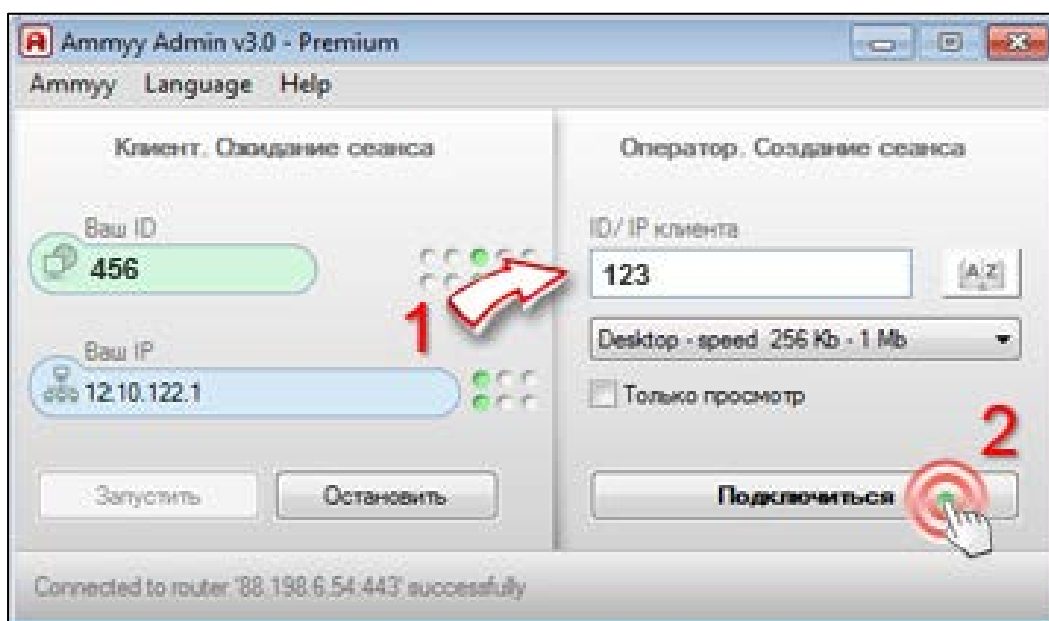 Ammyy Admin v3.0 - Premium
Ammyy Language Help
Клиент. Ожидание сеанса
Ваш ID
456
1
Ваш IP
12.10.122.1
Запустить
Остановить
Оператор. Создание сеанса
ID/ IP клиента
123
A Z
Desktop - speed 256 Kb - 1 Mb
Только просмотр
2
Подключиться
Connected to router '88.198.6.54:443' successfully